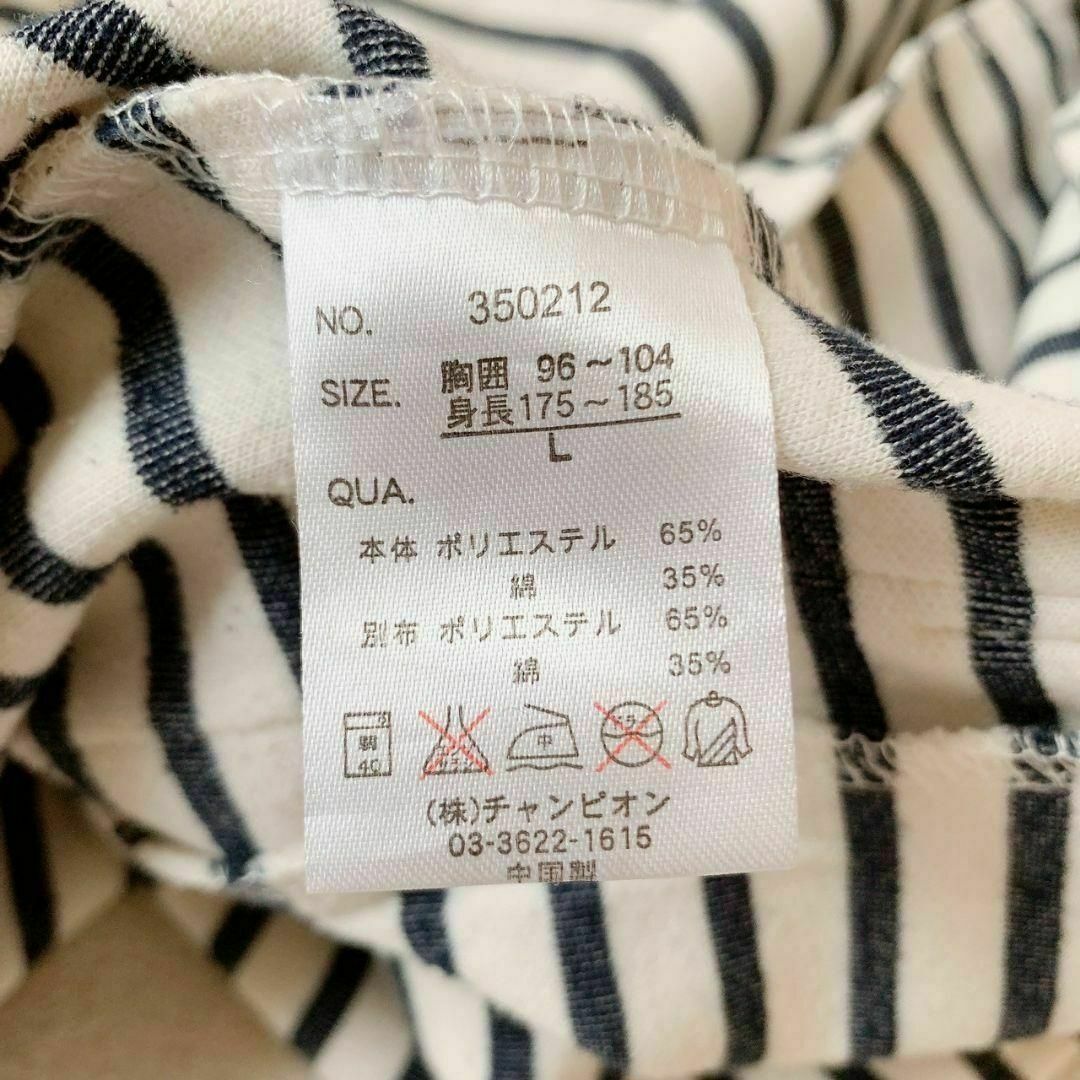 NO. 350212
SIZE. 胸囲 96～104
身長175～185
L
QUA.
本体 ポリエステル 65%
綿 35%
別布 ポリエステル 65%
綿 35%
40
中
(株)チャンピオン
03-3622-1615
中国製